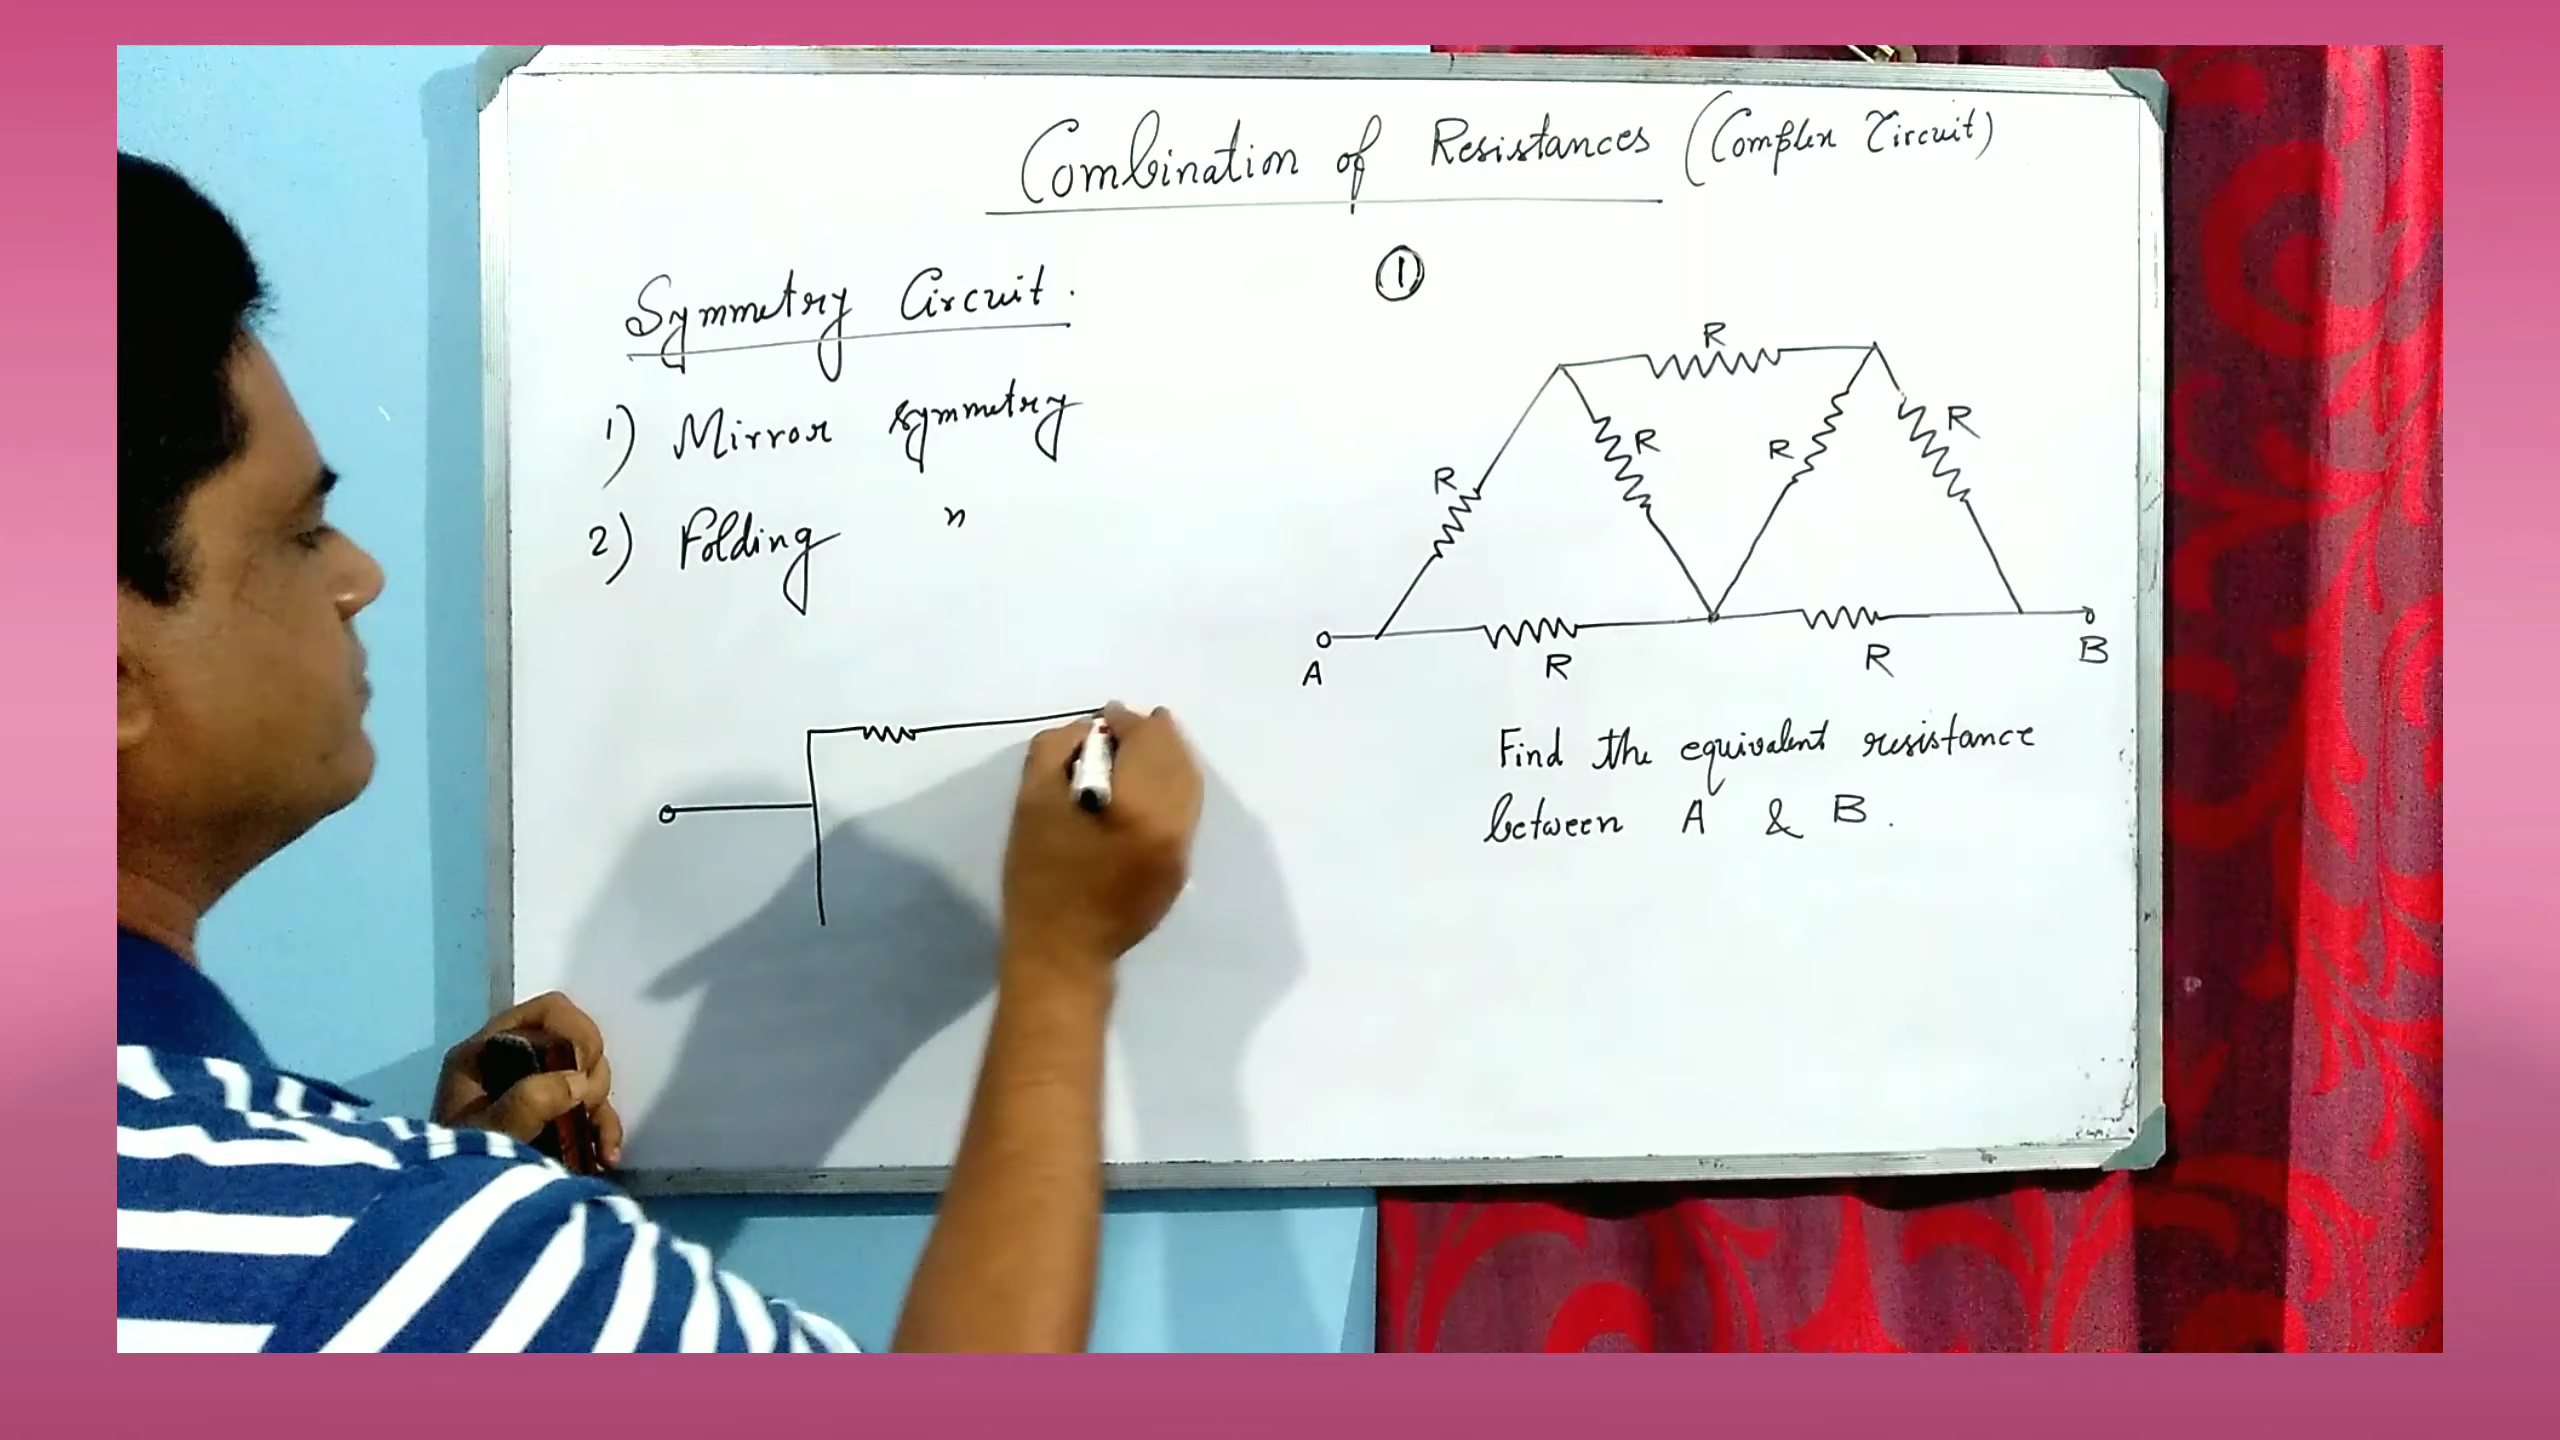 Combination of Resistances (Complex Circuit)
Symmetry Circuit.
1) Mirror symmetry
2) Folding "
①
R
R
R
R
R
A
R
R
B
Find the equivalent resistance
between A & B.